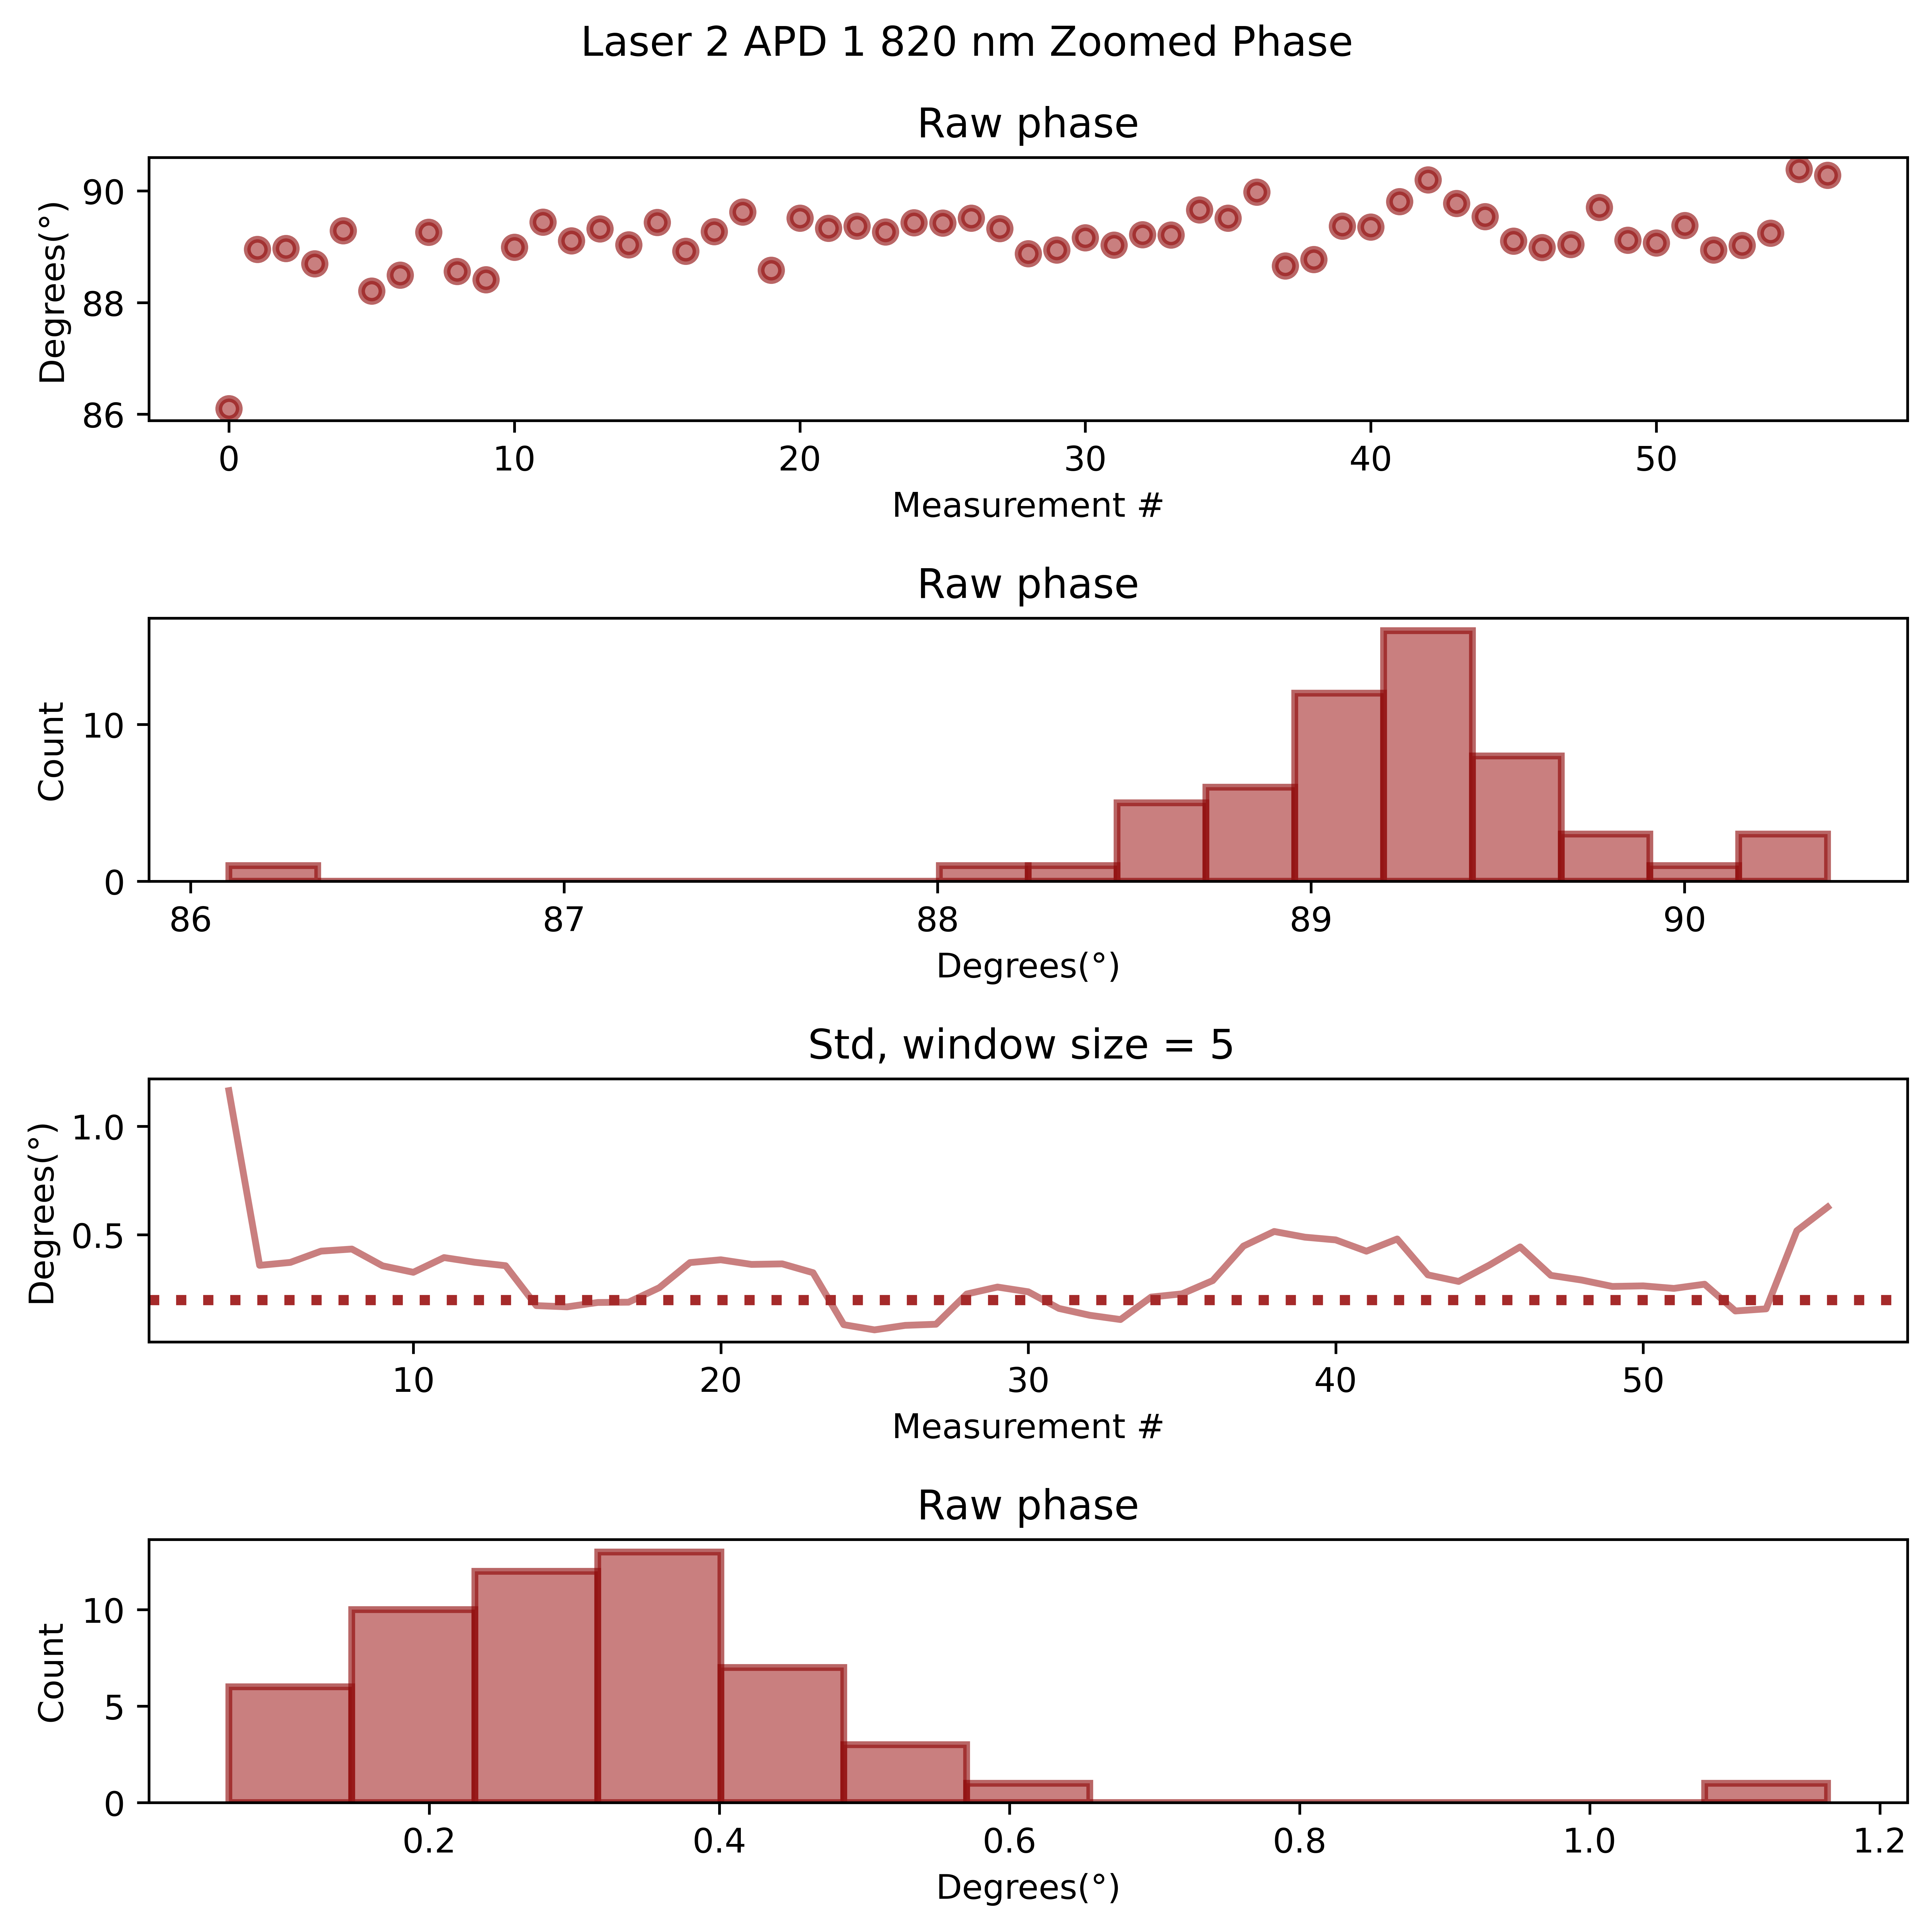 Laser 2 APD 1 820 nm Zoomed Phase
Raw phase
Degrees(°)
90
88
86
0 10 20 30 40 50
Measurement #
Raw phase
Count
10
0
86 87 88 89 90
Degrees(°)
Std, window size = 5
Degrees(°)
1.0
0.5
10 20 30 40 50
Measurement #
Raw phase
Count
10
5
0
0.2 0.4 0.6 0.8 1.0 1.2
Degrees(°)